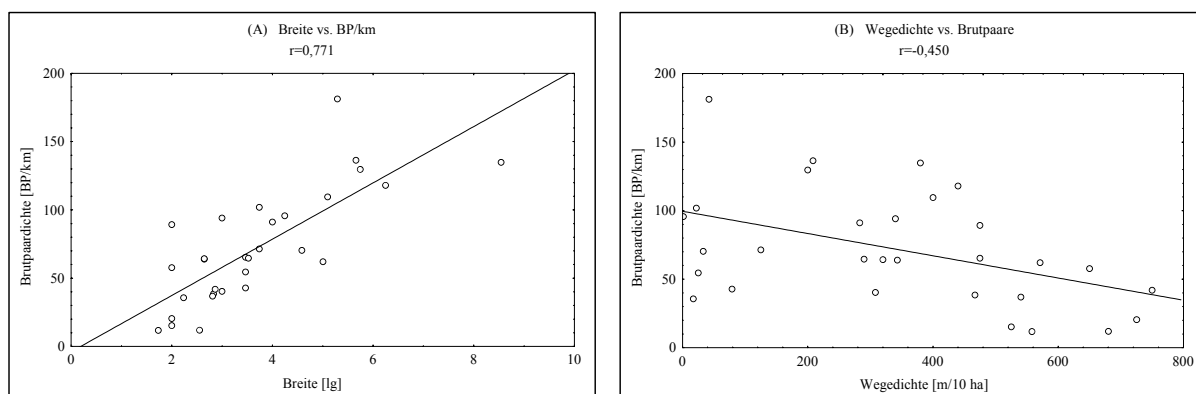 (A) Breite vs. BP/km
r=0,771
200
150
100
50
0
Brutpaardichte [BP/km]
0 2 4 6 8 10
Breite [lg]
(B) Wegedichte vs. Brutpaare
r=-0,450
200
150
100
50
0
Brutpaardichte [BP/km]
0 200 400 600 800
Wegedichte [m/10 ha]